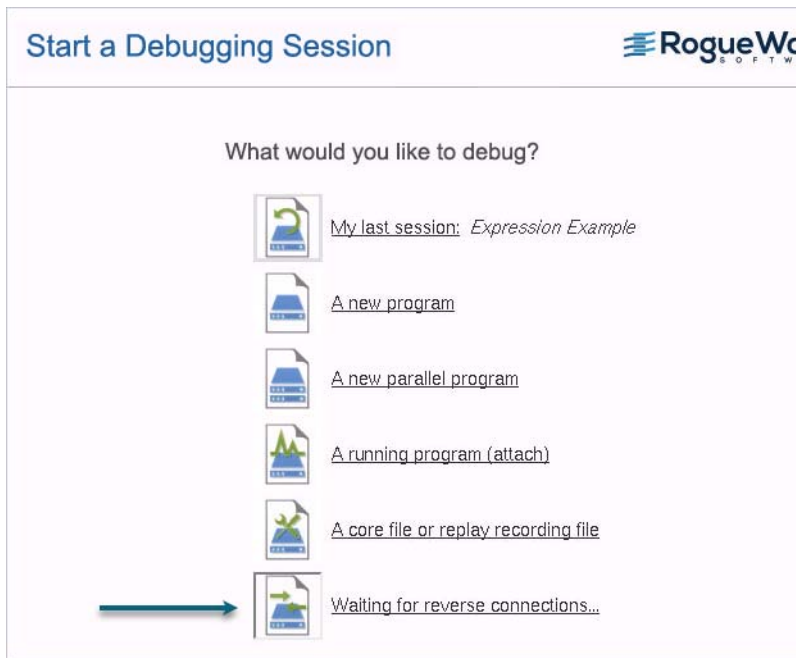 Start a Debugging Session
RogueWa
SOFTW
What would you like to debug?
My last session: Expression Example
A new program
A new parallel program
A running program (attach)
A core file or replay recording file
Waiting for reverse connections...